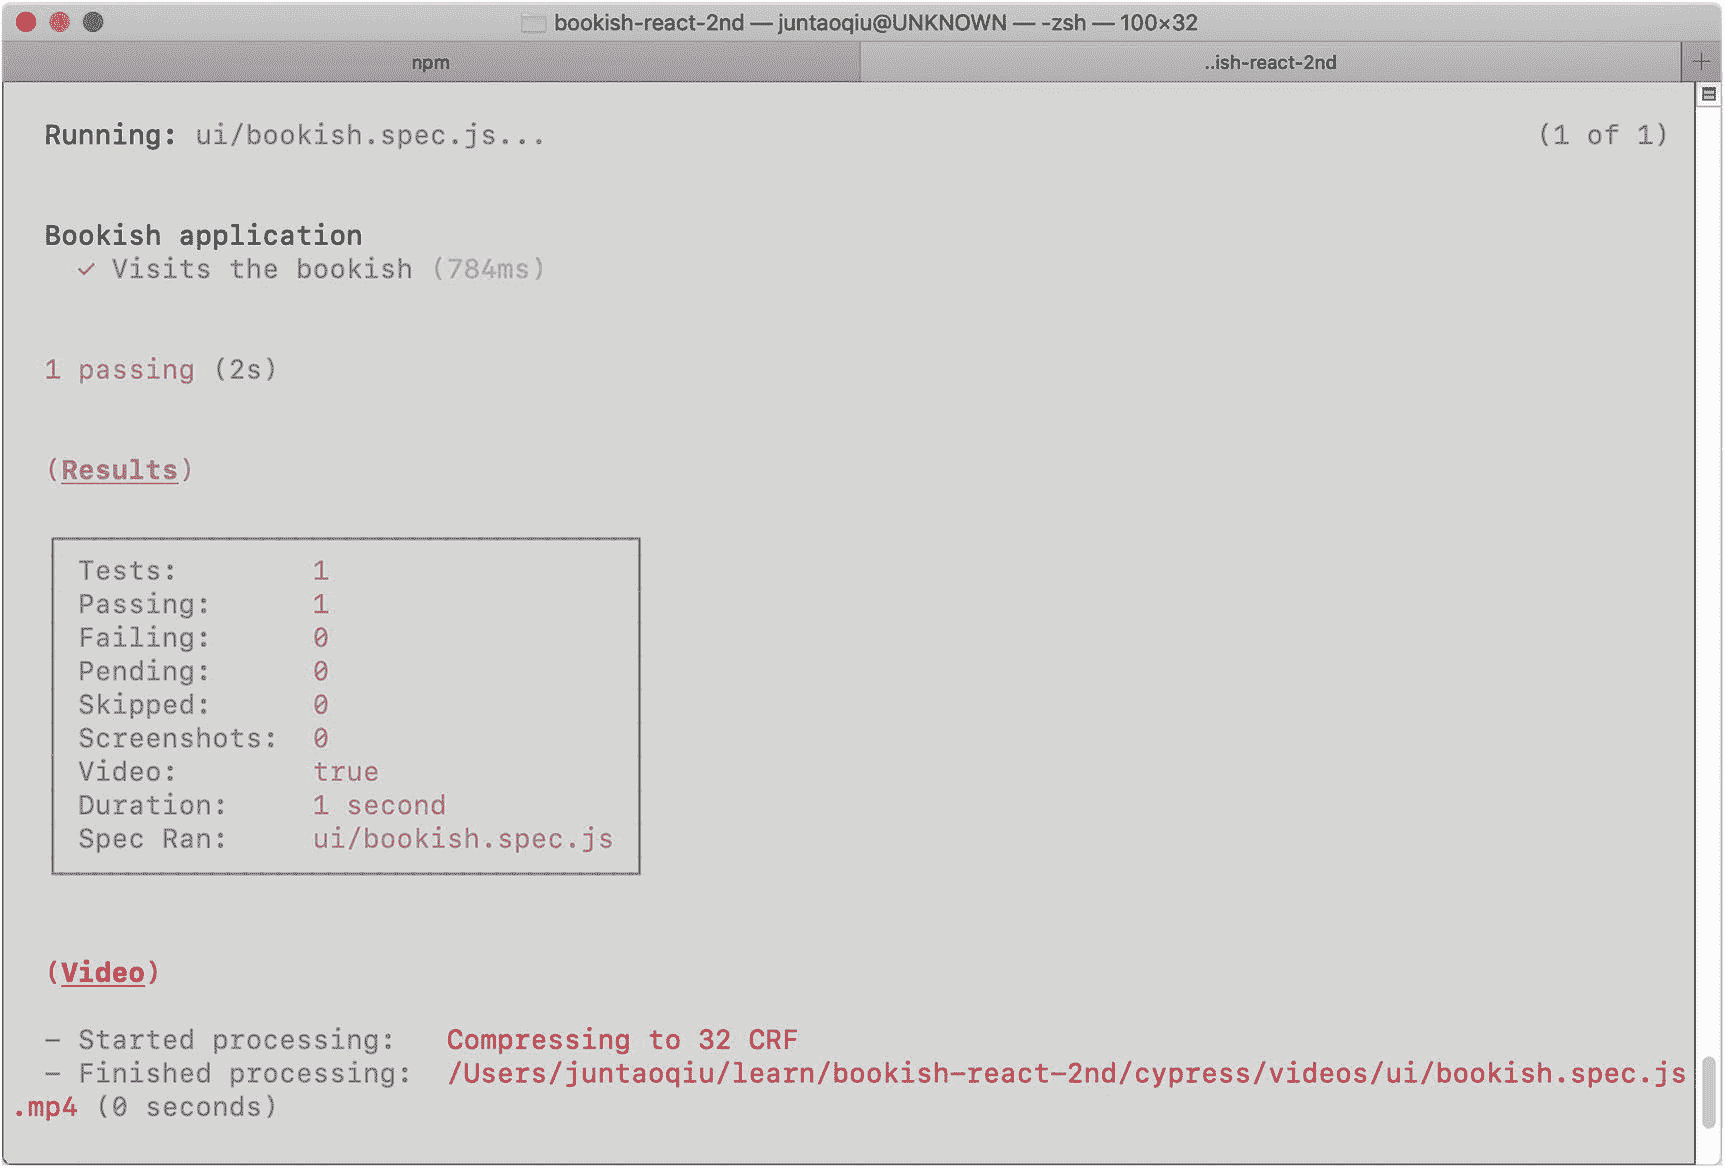 bookish-react-2nd — juntaoqiu@UNKNOWN — -zsh — 100×32
npm ..ish-react-2nd +
Running: ui/bookish.spec.js... (1 of 1)
Bookish application
✓ Visits the bookish (784ms)
1 passing (2s)
(Results)
Tests: 1
Passing: 1
Failing: 0
Pending: 0
Skipped: 0
Screenshots: 0
Video: true
Duration: 1 second
Spec Ran: ui/bookish.spec.js
(Video)
– Started processing: Compressing to 32 CRF
– Finished processing: /Users/juntaoqiu/learn/bookish-react-2nd/cypress/videos/ui/bookish.spec.js
.mp4 (0 seconds)